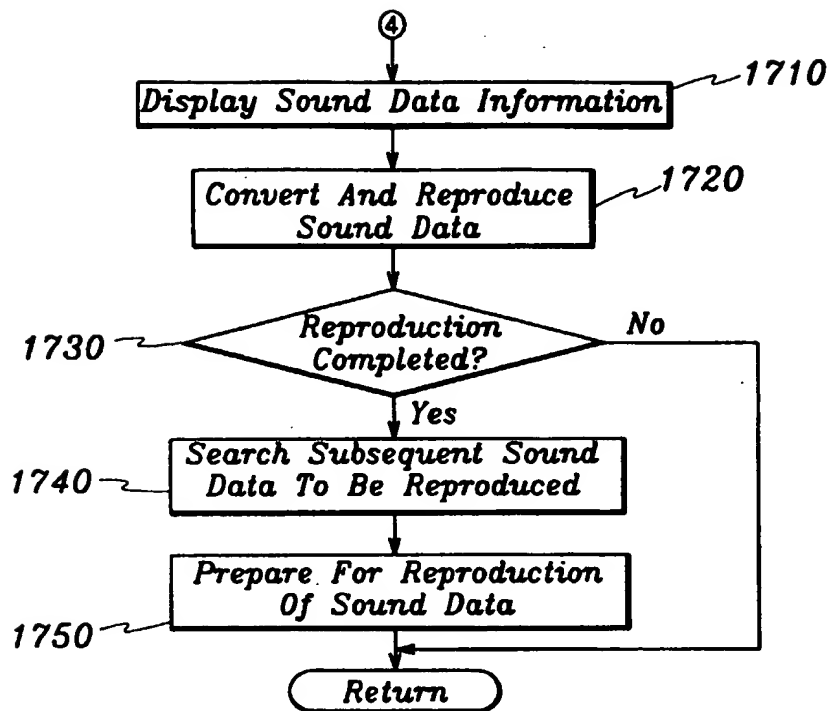 ④
Display Sound Data Information
1710
Convert And Reproduce
Sound Data
1720
Reproduction
Completed?
1730
No
Yes
Search Subsequent Sound
Data To Be Reproduced
1740
Prepare For Reproduction
Of Sound Data
1750
Return